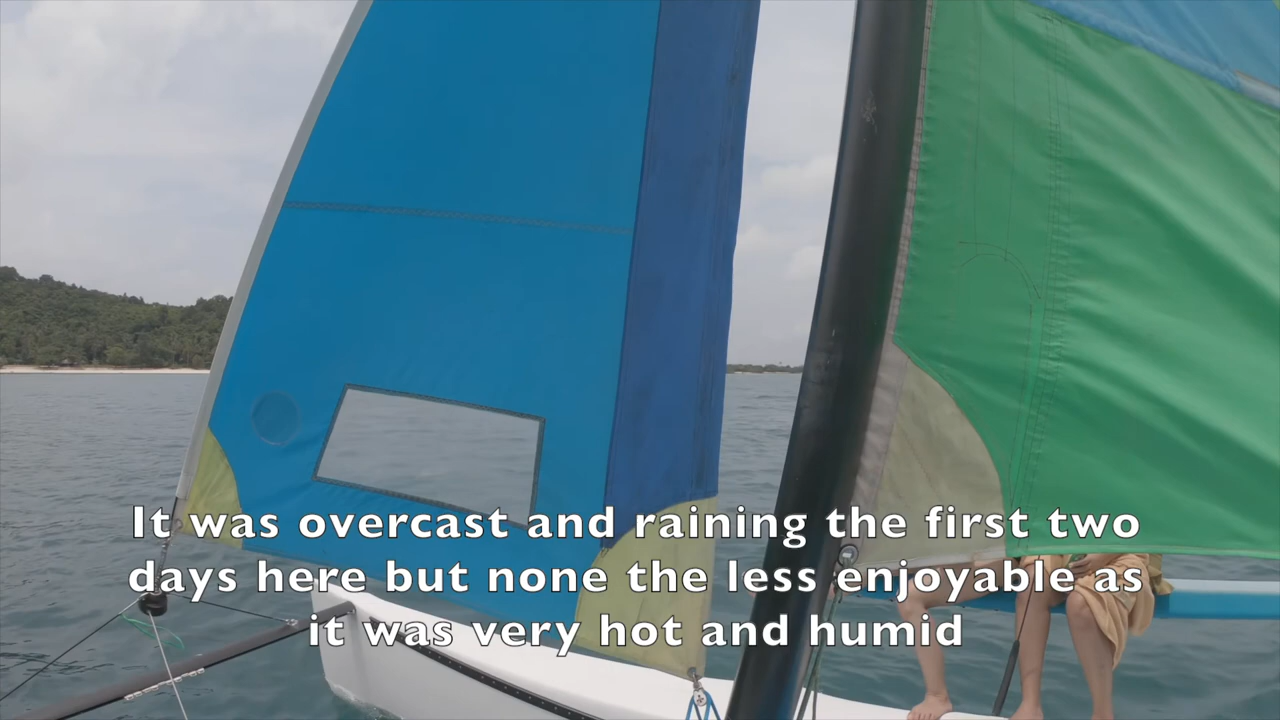 It was overcast and raining the first two
days here but none the less enjoyable as
it was very hot and humid